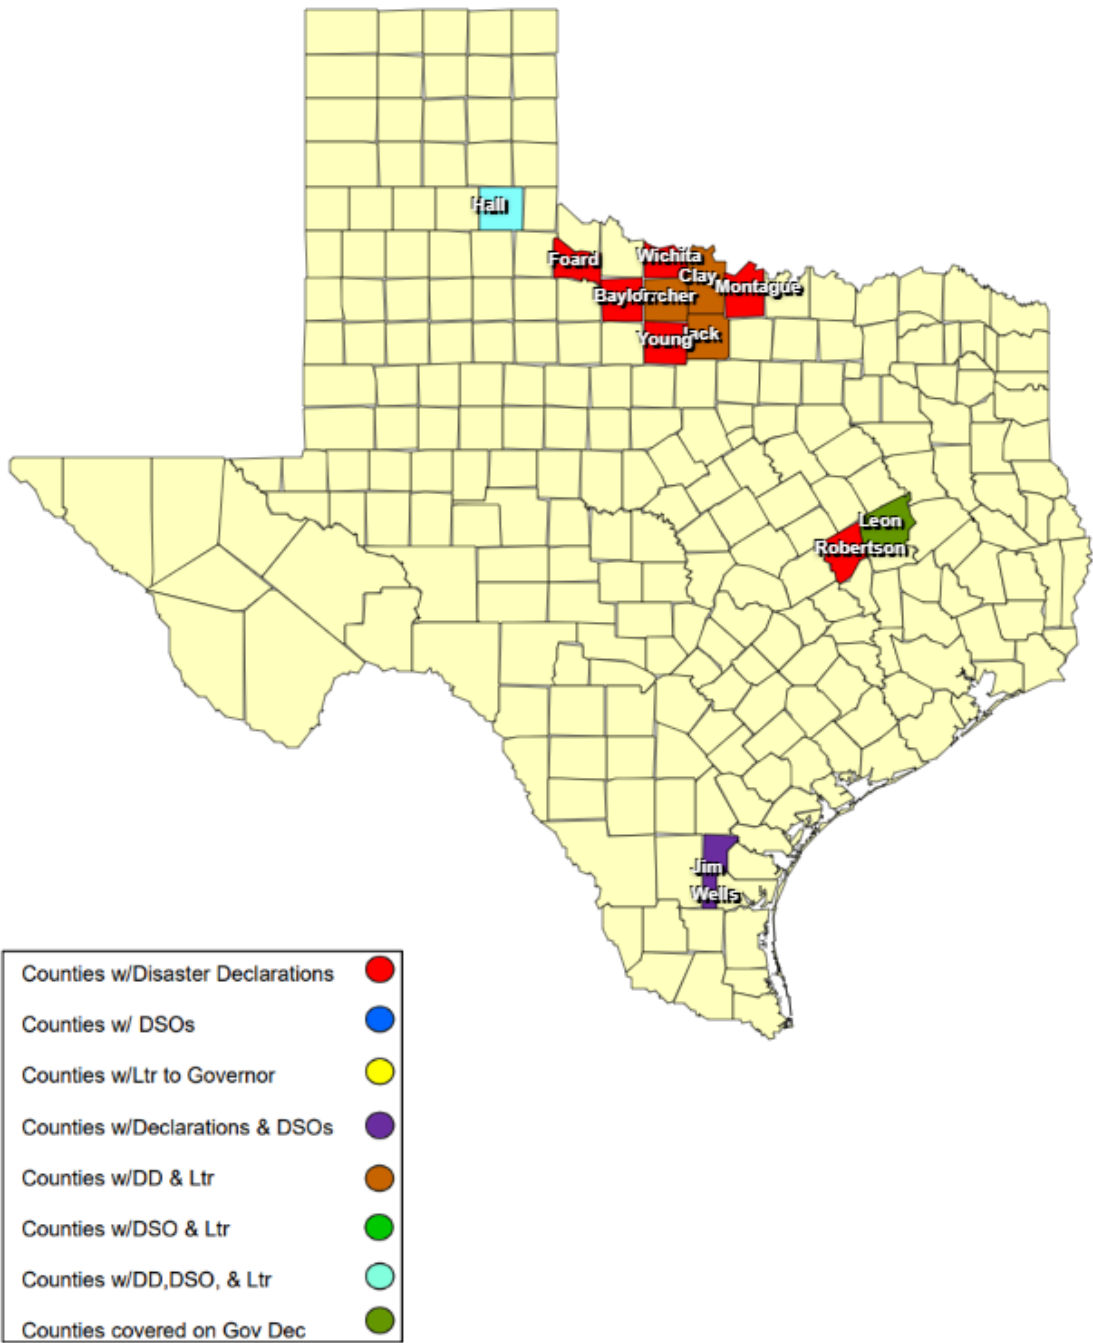 Hall
Foard
Wichita
Clay
Montague
Baylor
rcher
Young
Jack
Leon
Robertson
Jim
Wells
Counties w/Disaster Declarations
Counties w/ DSOs
Counties w/Ltr to Governor
Counties w/Declarations & DSOs
Counties w/DD & Ltr
Counties w/DSO & Ltr
Counties w/DD,DSO, & Ltr
Counties covered on Gov Dec